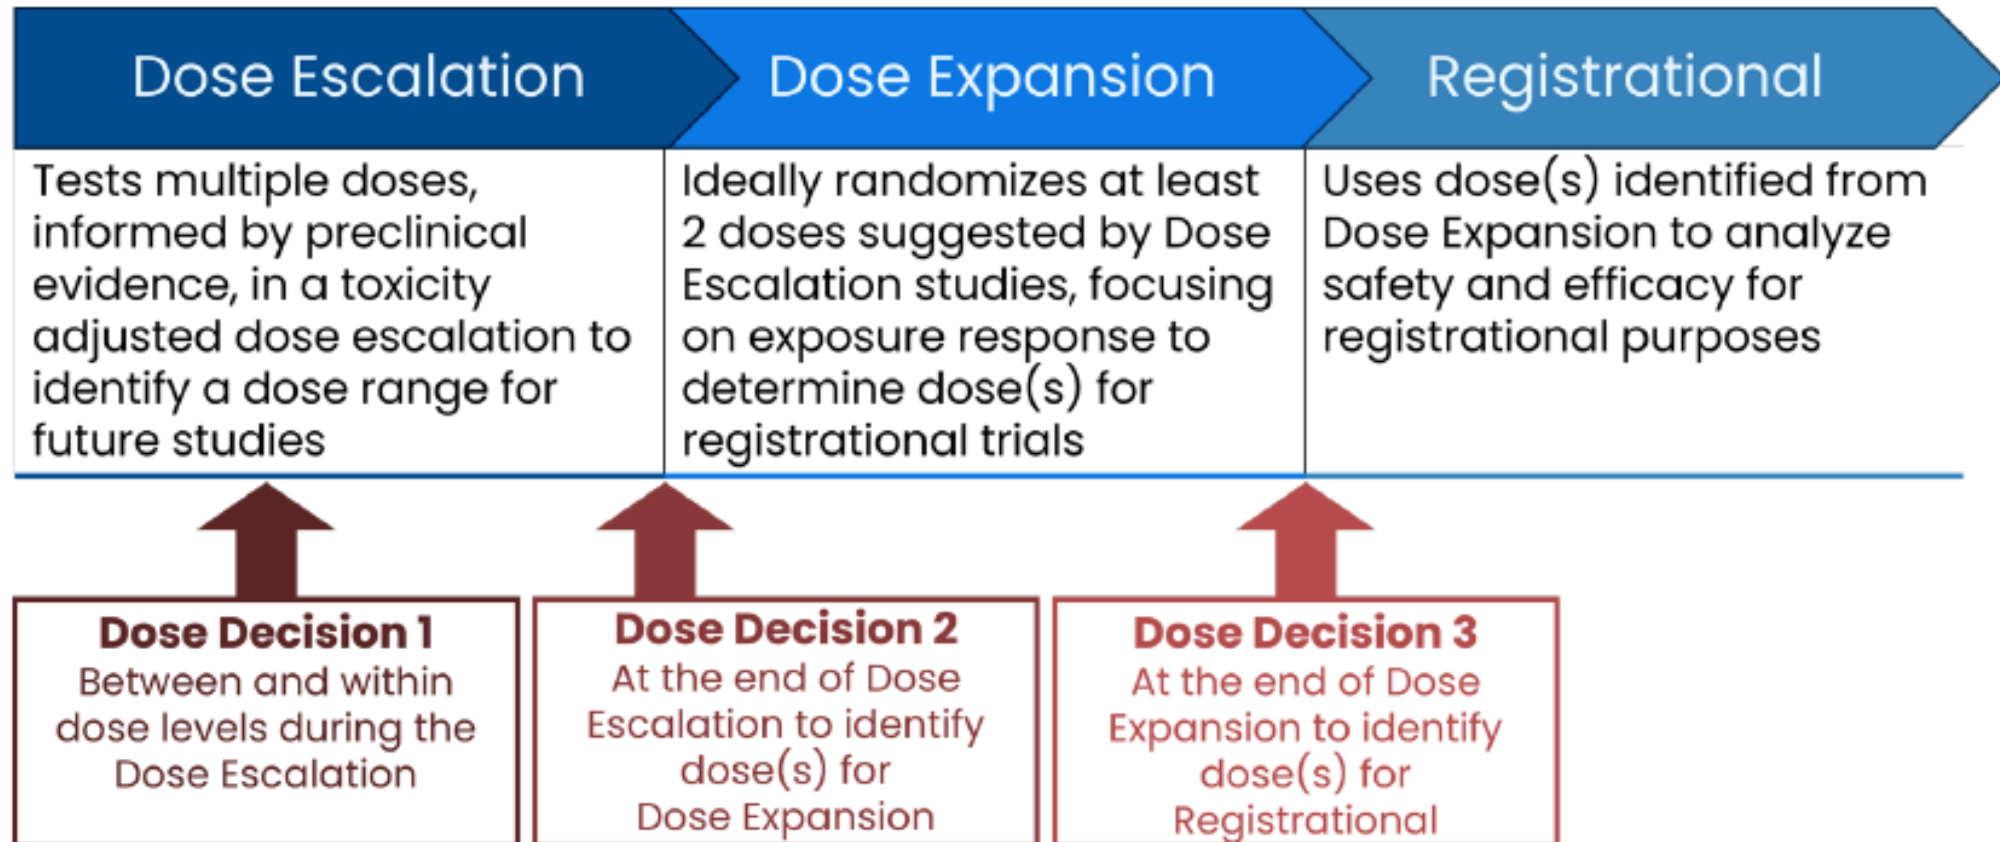 Dose Escalation
Dose Expansion
Registrational
Tests multiple doses,
informed by preclinical
evidence, in a toxicity
adjusted dose escalation to
identify a dose range for
future studies
Ideally randomizes at least
2 doses suggested by Dose
Escalation studies, focusing
on exposure response to
determine dose(s) for
registrational trials
Uses dose(s) identified from
Dose Expansion to analyze
safety and efficacy for
registrational purposes
Dose Decision 1
Between and within
dose levels during the
Dose Escalation
Dose Decision 2
At the end of Dose
Escalation to identify
dose(s) for
Dose Expansion
Dose Decision 3
At the end of Dose
Expansion to identify
dose(s) for
Registrational